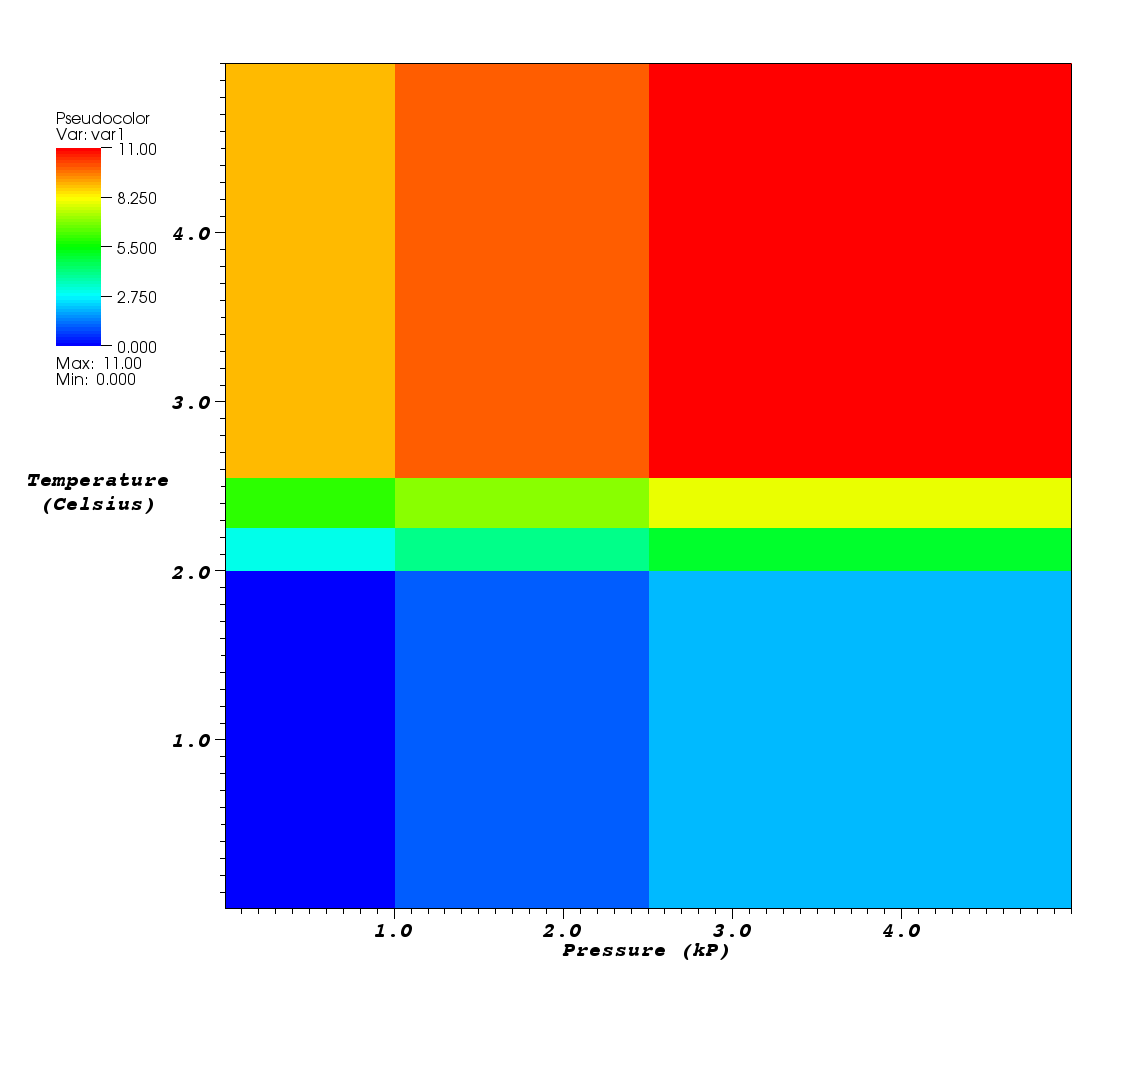 Pseudocolor
Var: var1
11.00
8.250
5.500
2.750
0.000
Max: 11.00
Min: 0.000
4.0
3.0
2.0
1.0
Temperature
(Celsius)
1.0 2.0 3.0 4.0
Pressure (kP)